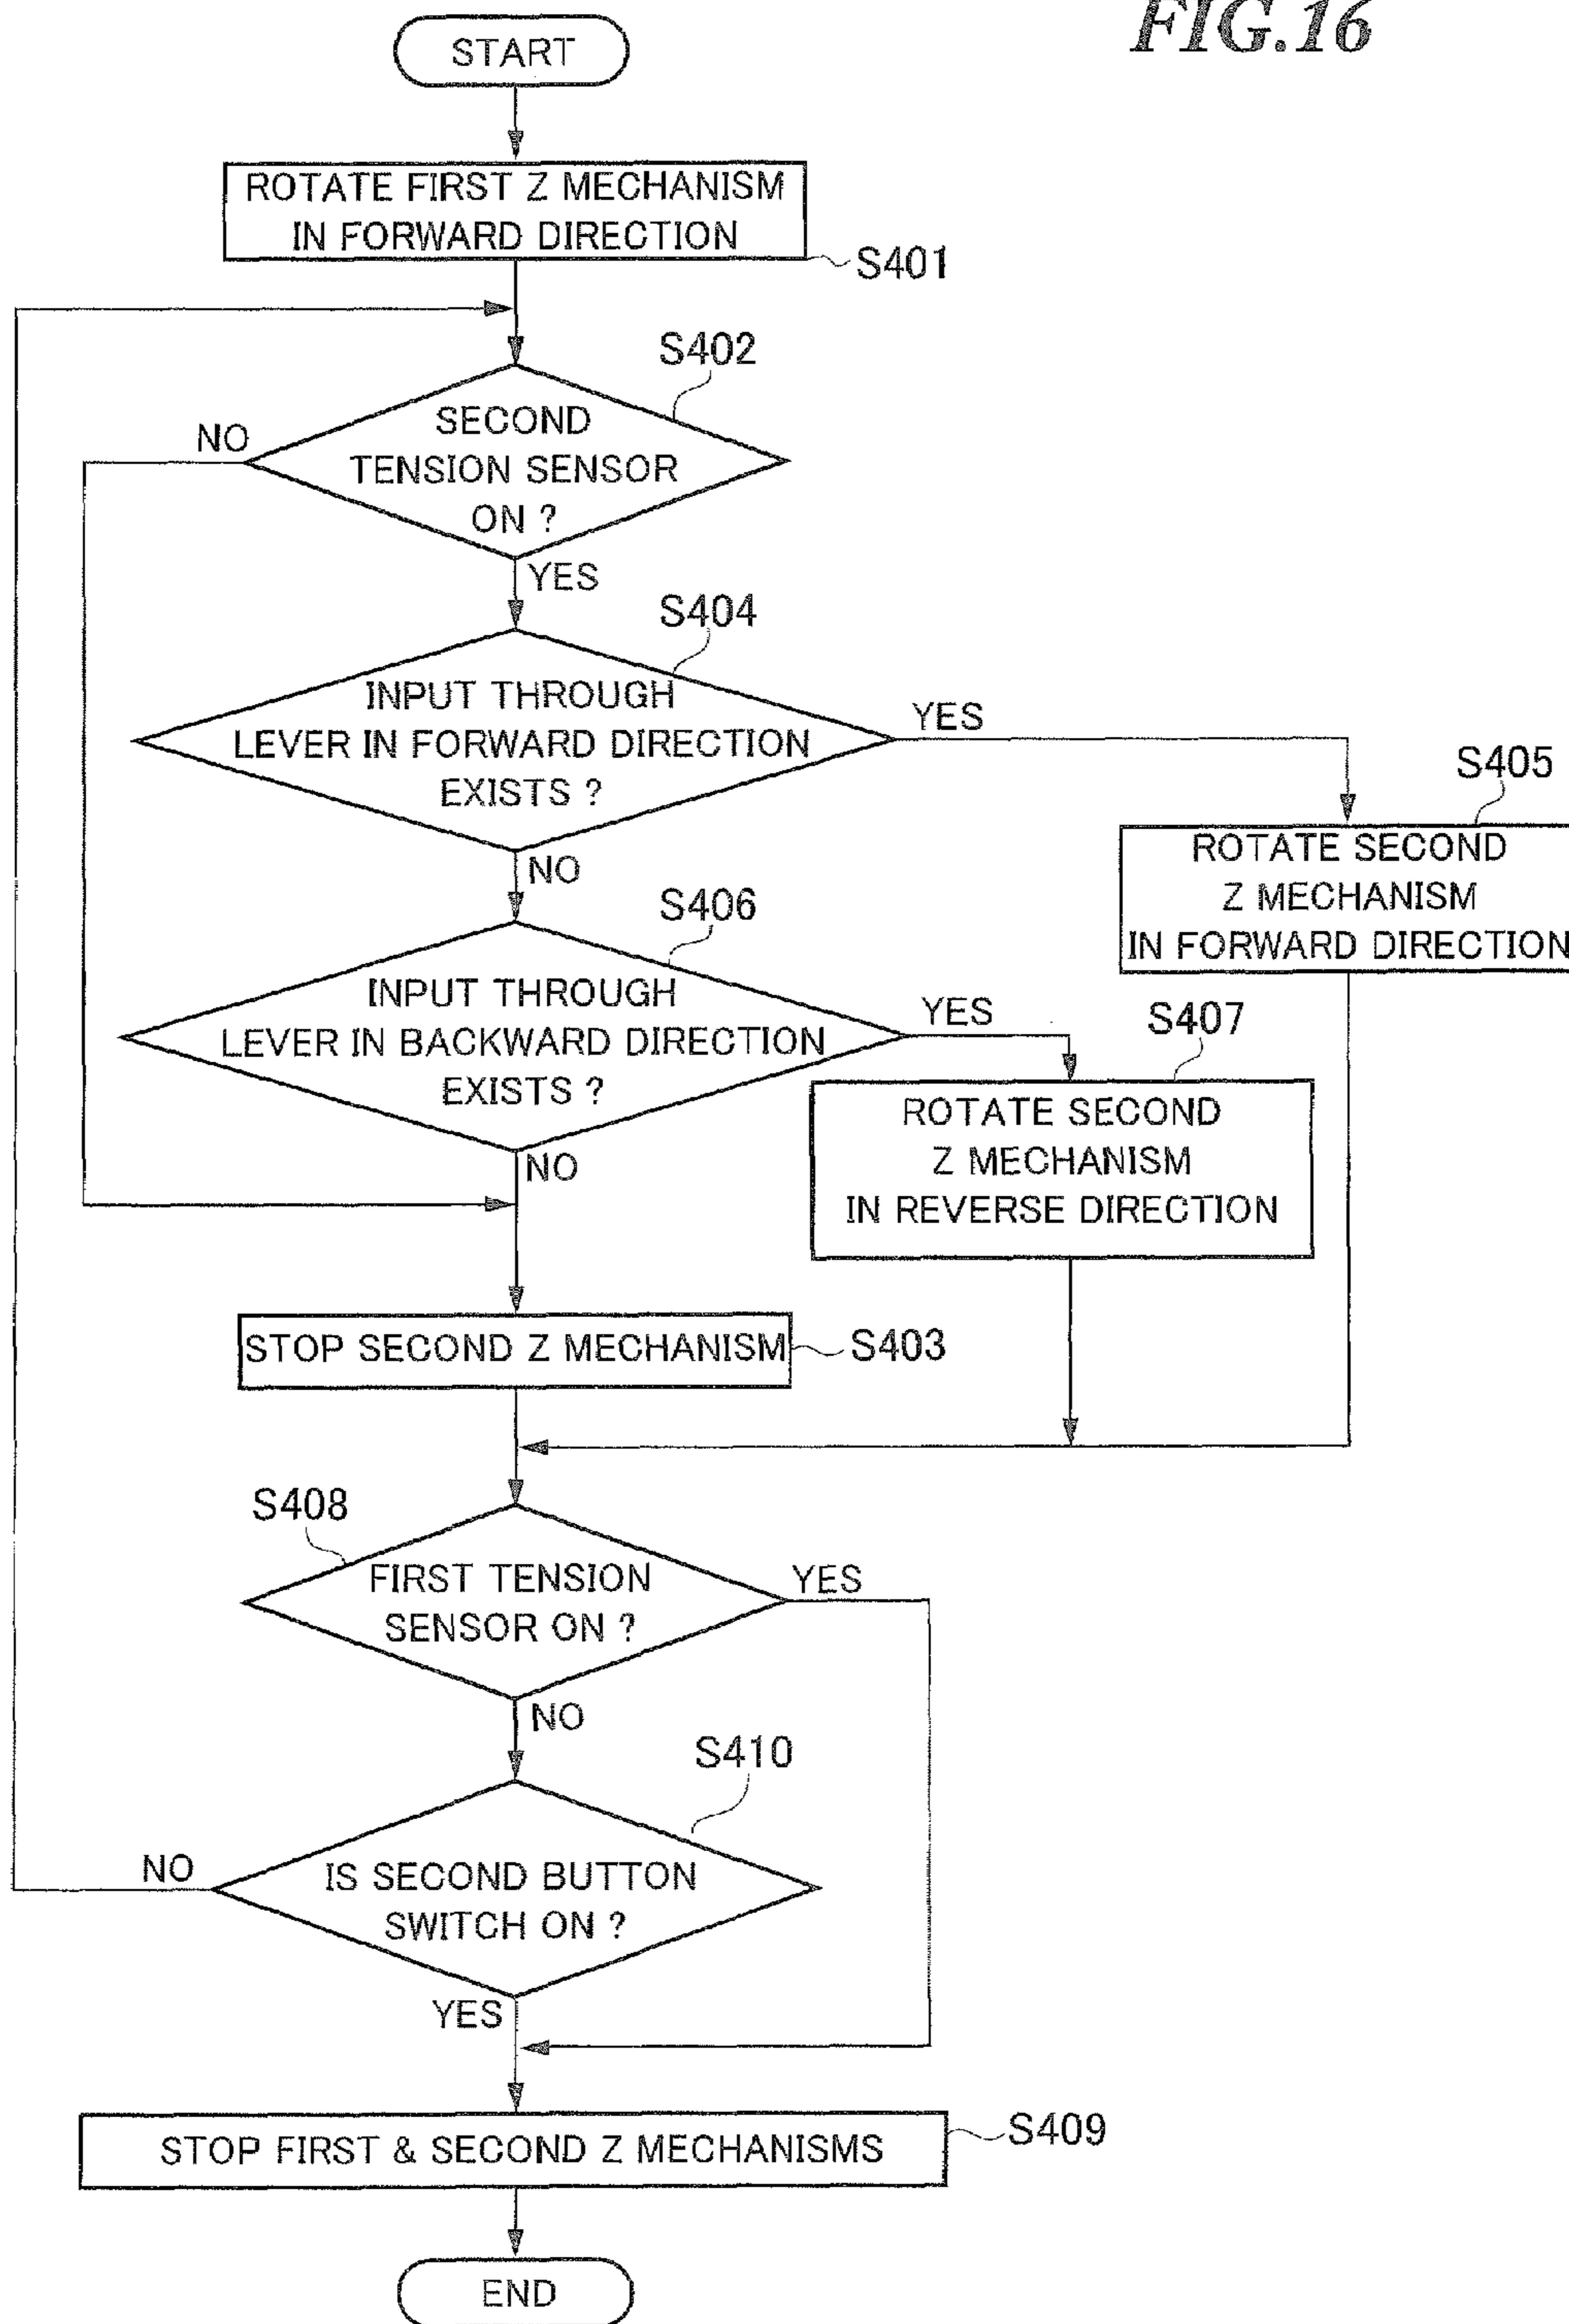 FIG.16
START
ROTATE FIRST Z MECHANISM
IN FORWARD DIRECTION
S401
S402
SECOND
TENSION SENSOR
ON ?
NO
YES
S404
INPUT THROUGH
LEVER IN FORWARD DIRECTION
EXISTS ?
YES
NO
S405
ROTATE SECOND
Z MECHANISM
IN FORWARD DIRECTION
S406
INPUT THROUGH
LEVER IN BACKWARD DIRECTION
EXISTS ?
YES
NO
S407
ROTATE SECOND
Z MECHANISM
IN REVERSE DIRECTION
STOP SECOND Z MECHANISM
S403
S408
FIRST TENSION
SENSOR ON ?
YES
NO
S410
IS SECOND BUTTON
SWITCH ON ?
NO
YES
STOP FIRST & SECOND Z MECHANISMS
S409
END